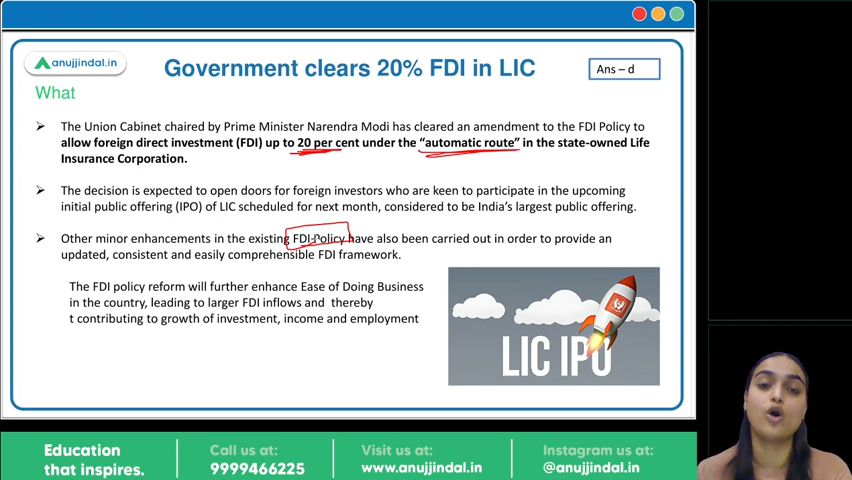 anujjindal.in
Government clears 20% FDI in LIC
Ans – d
What
The Union Cabinet chaired by Prime Minister Narendra Modi has cleared an amendment to the FDI Policy to
allow foreign direct investment (FDI) up to 20 per cent under the “automatic route” in the state-owned Life
Insurance Corporation.
The decision is expected to open doors for foreign investors who are keen to participate in the upcoming
initial public offering (IPO) of LIC scheduled for next month, considered to be India’s largest public offering.
Other minor enhancements in the existing FDI Policy have also been carried out in order to provide an
updated, consistent and easily comprehensible FDI framework.
The FDI policy reform will further enhance Ease of Doing Business
in the country, leading to larger FDI inflows and thereby
t contributing to growth of investment, income and employment
LIC IPO
Education
that inspires.
Call us at:
9999466225
Visit us at:
www.anujjindal.in
Instagram us at:
@anujjindal.in